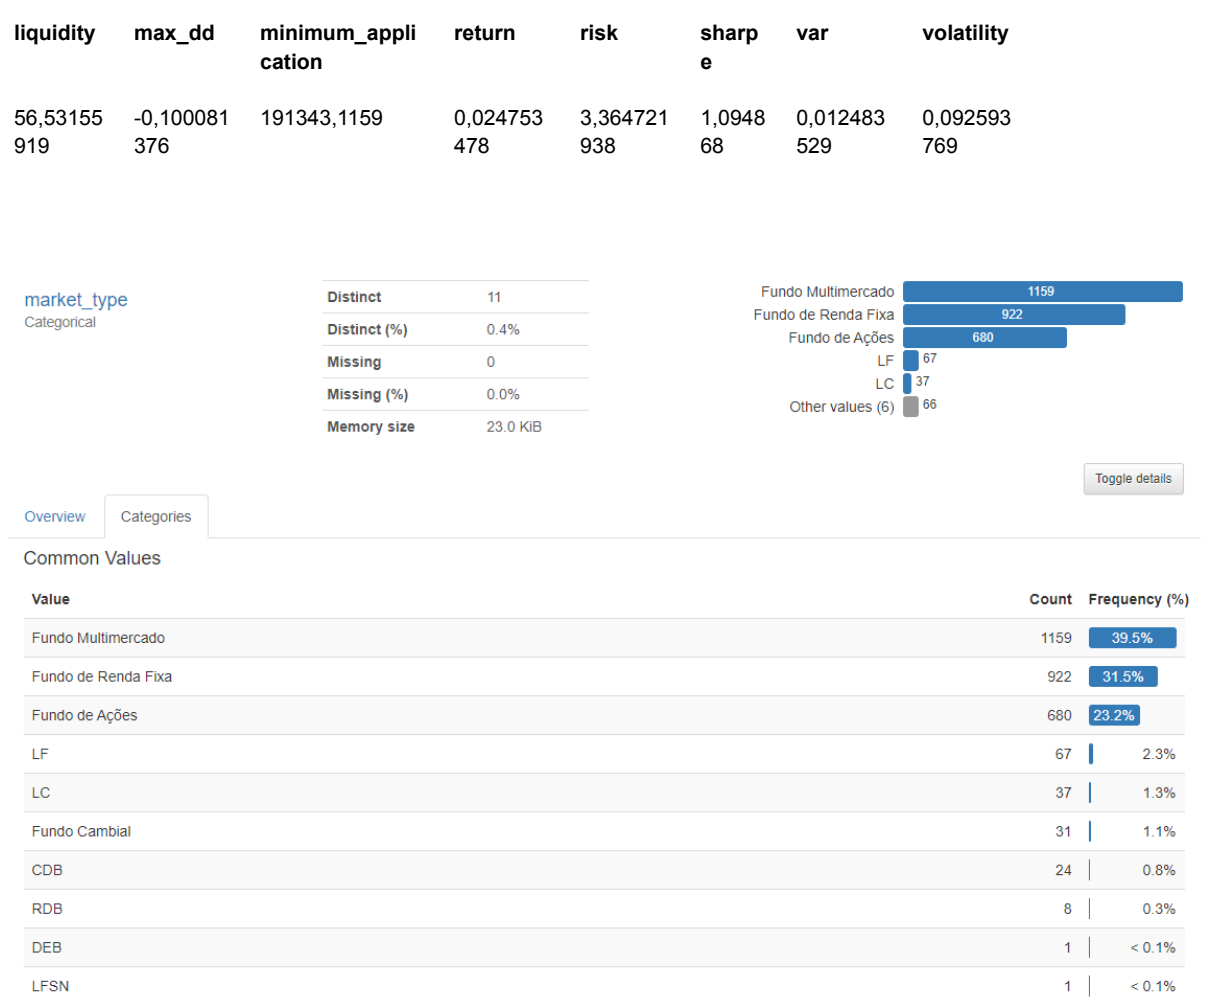 liquidity max_dd minimum_appli return risk sharp var volatility
cation e
56,53155 -0,100081 191343,1159 0,024753 3,364721 1,0948 0,012483 0,092593
919 376 478 938 68 529 769
market_type
Categorical
Distinct 11
Distinct (%) 0.4%
Missing 0
Missing (%) 0.0%
Memory size 23.0 KiB
Fundo Multimercado 1159
Fundo de Renda Fixa 922
Fundo de Ações 680
LF 67
LC 37
Other values (6) 66
Toggle details
Overview Categories
Common Values
Value Count Frequency (%)
Fundo Multimercado 1159 39.5%
Fundo de Renda Fixa 922 31.5%
Fundo de Ações 680 23.2%
LF 67 2.3%
LC 37 1.3%
Fundo Cambial 31 1.1%
CDB 24 0.8%
RDB 8 0.3%
DEB 1 < 0.1%
LFSN 1 < 0.1%